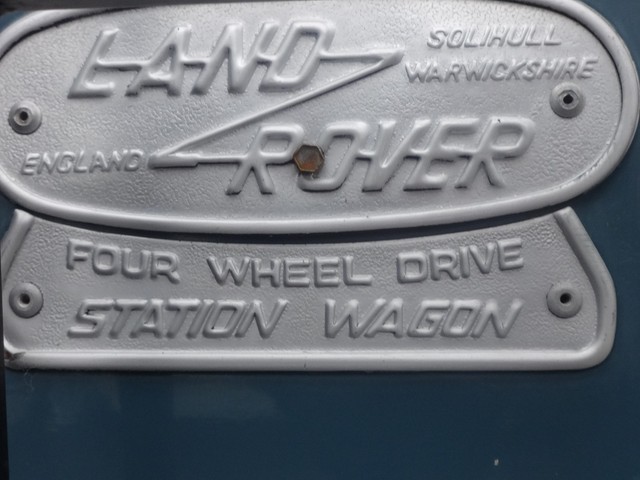 LAND
SOLIHULL
WARWICKSHIRE
ENGLAND
ROVER
FOUR WHEEL DRIVE
STATION WAGON